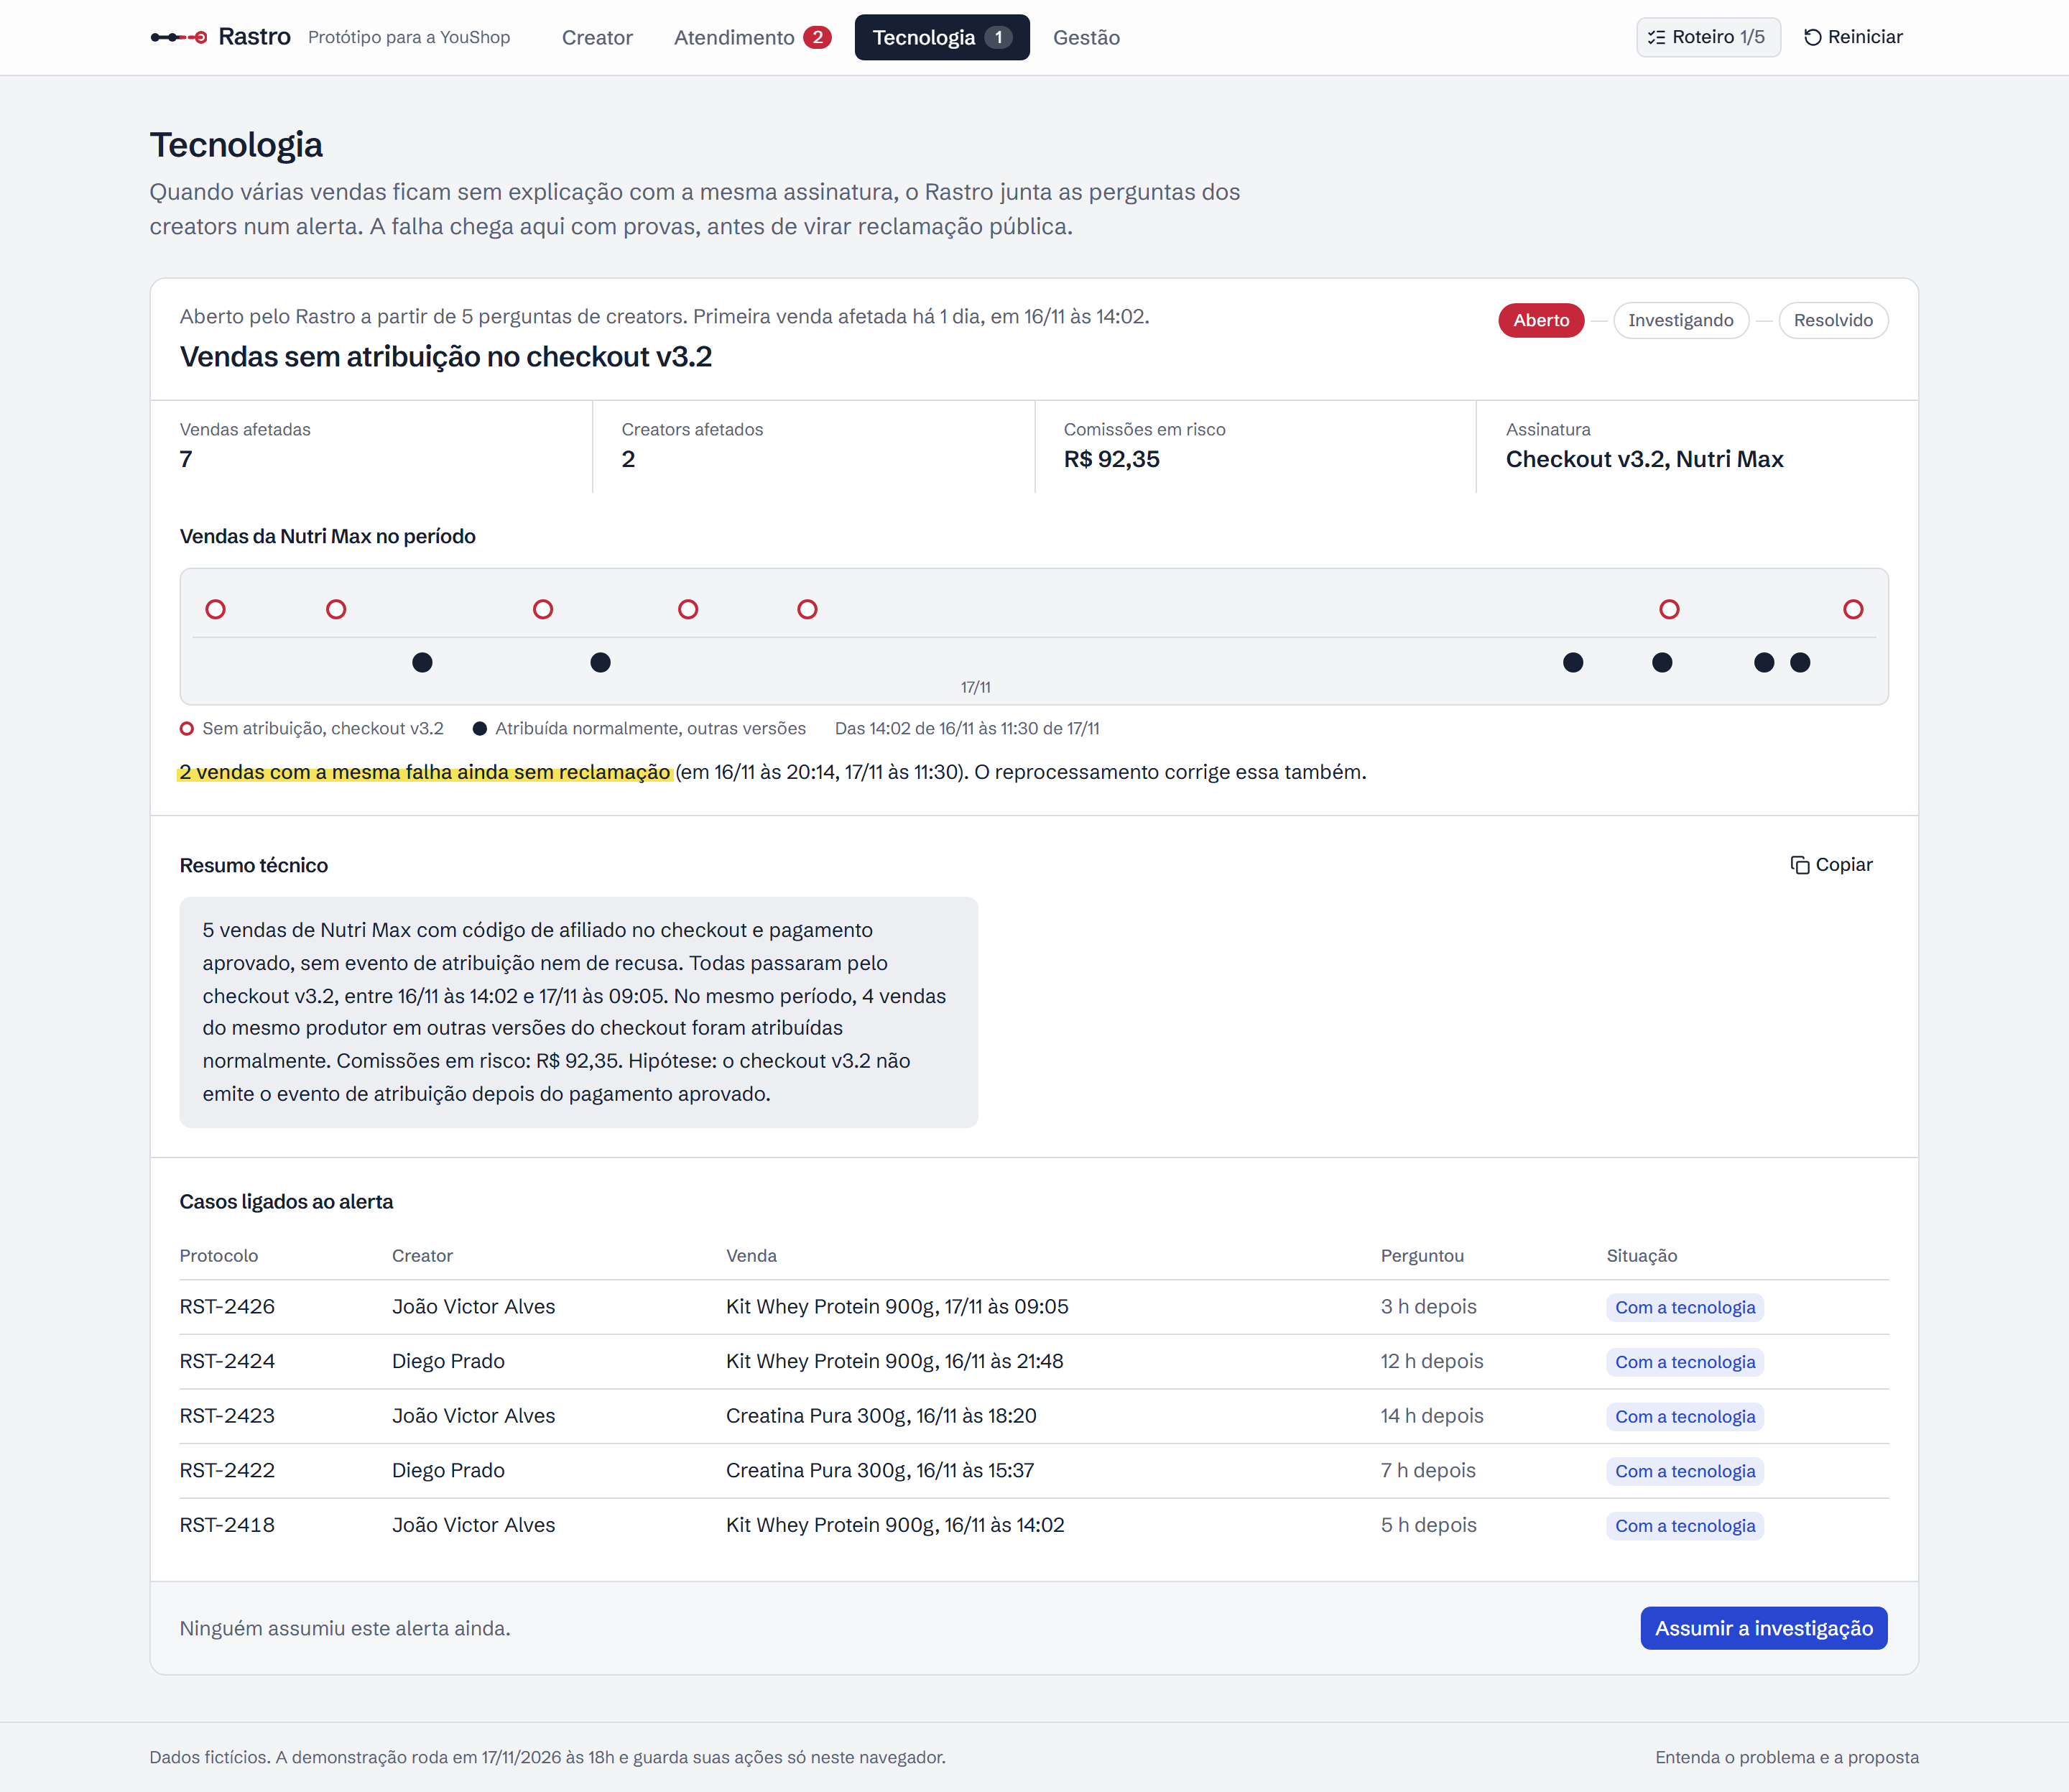 Rastro
Protótipo para a YouShop
Creator
Atendimento 2
Tecnologia 1
Gestão
Roteiro 1/5
Reiniciar
Tecnologia
Quando várias vendas ficam sem explicação com a mesma assinatura, o Rastro junta as perguntas dos
creators num alerta. A falha chega aqui com provas, antes de virar reclamação pública.
Aberto pelo Rastro a partir de 5 perguntas de creators. Primeira venda afetada há 1 dia, em 16/11 às 14:02.
Vendas sem atribuição no checkout v3.2
Aberto
Investigando
Resolvido
Vendas afetadas
7
Creators afetados
2
Comissões em risco
R$ 92,35
Assinatura
Checkout v3.2, Nutri Max
Vendas da Nutri Max no período
17/11
Sem atribuição, checkout v3.2
Atribuída normalmente, outras versões
Das 14:02 de 16/11 às 11:30 de 17/11
2 vendas com a mesma falha ainda sem reclamação (em 16/11 às 20:14, 17/11 às 11:30). O reprocessamento corrige essa também.
Resumo técnico
Copiar
5 vendas de Nutri Max com código de afiliado no checkout e pagamento
aprovado, sem evento de atribuição nem de recusa. Todas passaram pelo
checkout v3.2, entre 16/11 às 14:02 e 17/11 às 09:05. No mesmo período, 4 vendas
do mesmo produtor em outras versões do checkout foram atribuídas
normalmente. Comissões em risco: R$ 92,35. Hipótese: o checkout v3.2 não
emite o evento de atribuição depois do pagamento aprovado.
Casos ligados ao alerta
Protocolo Creator Venda Perguntou Situação
RST-2426 João Victor Alves Kit Whey Protein 900g, 17/11 às 09:05 3 h depois Com a tecnologia
RST-2424 Diego Prado Kit Whey Protein 900g, 16/11 às 21:48 12 h depois Com a tecnologia
RST-2423 João Victor Alves Creatina Pura 300g, 16/11 às 18:20 14 h depois Com a tecnologia
RST-2422 Diego Prado Creatina Pura 300g, 16/11 às 15:37 7 h depois Com a tecnologia
RST-2418 João Victor Alves Kit Whey Protein 900g, 16/11 às 14:02 5 h depois Com a tecnologia
Ninguém assumiu este alerta ainda.
Assumir a investigação
Dados fictícios. A demonstração roda em 17/11/2026 às 18h e guarda suas ações só neste navegador.
Entenda o problema e a proposta